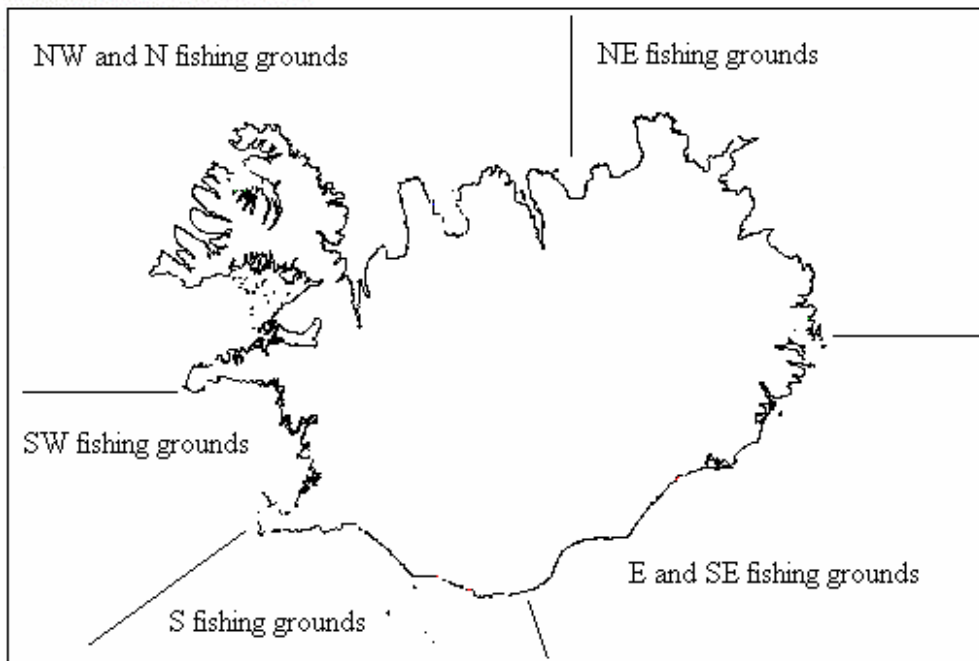 NW and N fishing grounds
NE fishing grounds
SW fishing grounds
E and SE fishing grounds
S fishing grounds